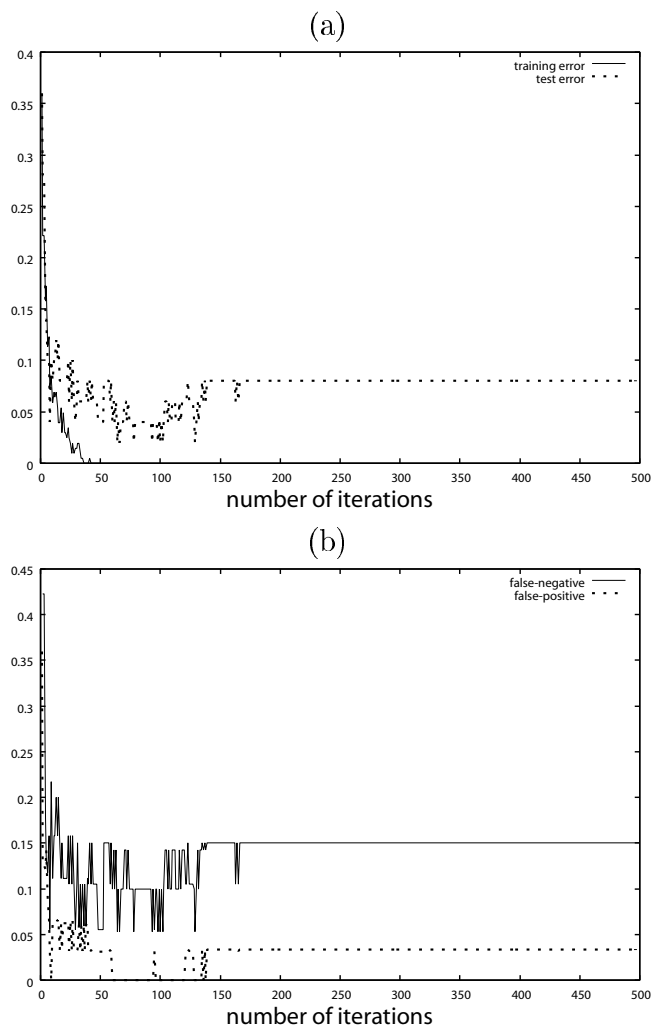 (a)
0.4
training error
test error
0.35
0.3
0.25
0.2
0.15
0.1
0.05
0
0 50 100 150 200 250 300 350 400 450 500
number of iterations
(b)
0.45
false-negative
false-positive
0.4
0.35
0.3
0.25
0.2
0.15
0.1
0.05
0
0 50 100 150 200 250 300 350 400 450 500
number of iterations